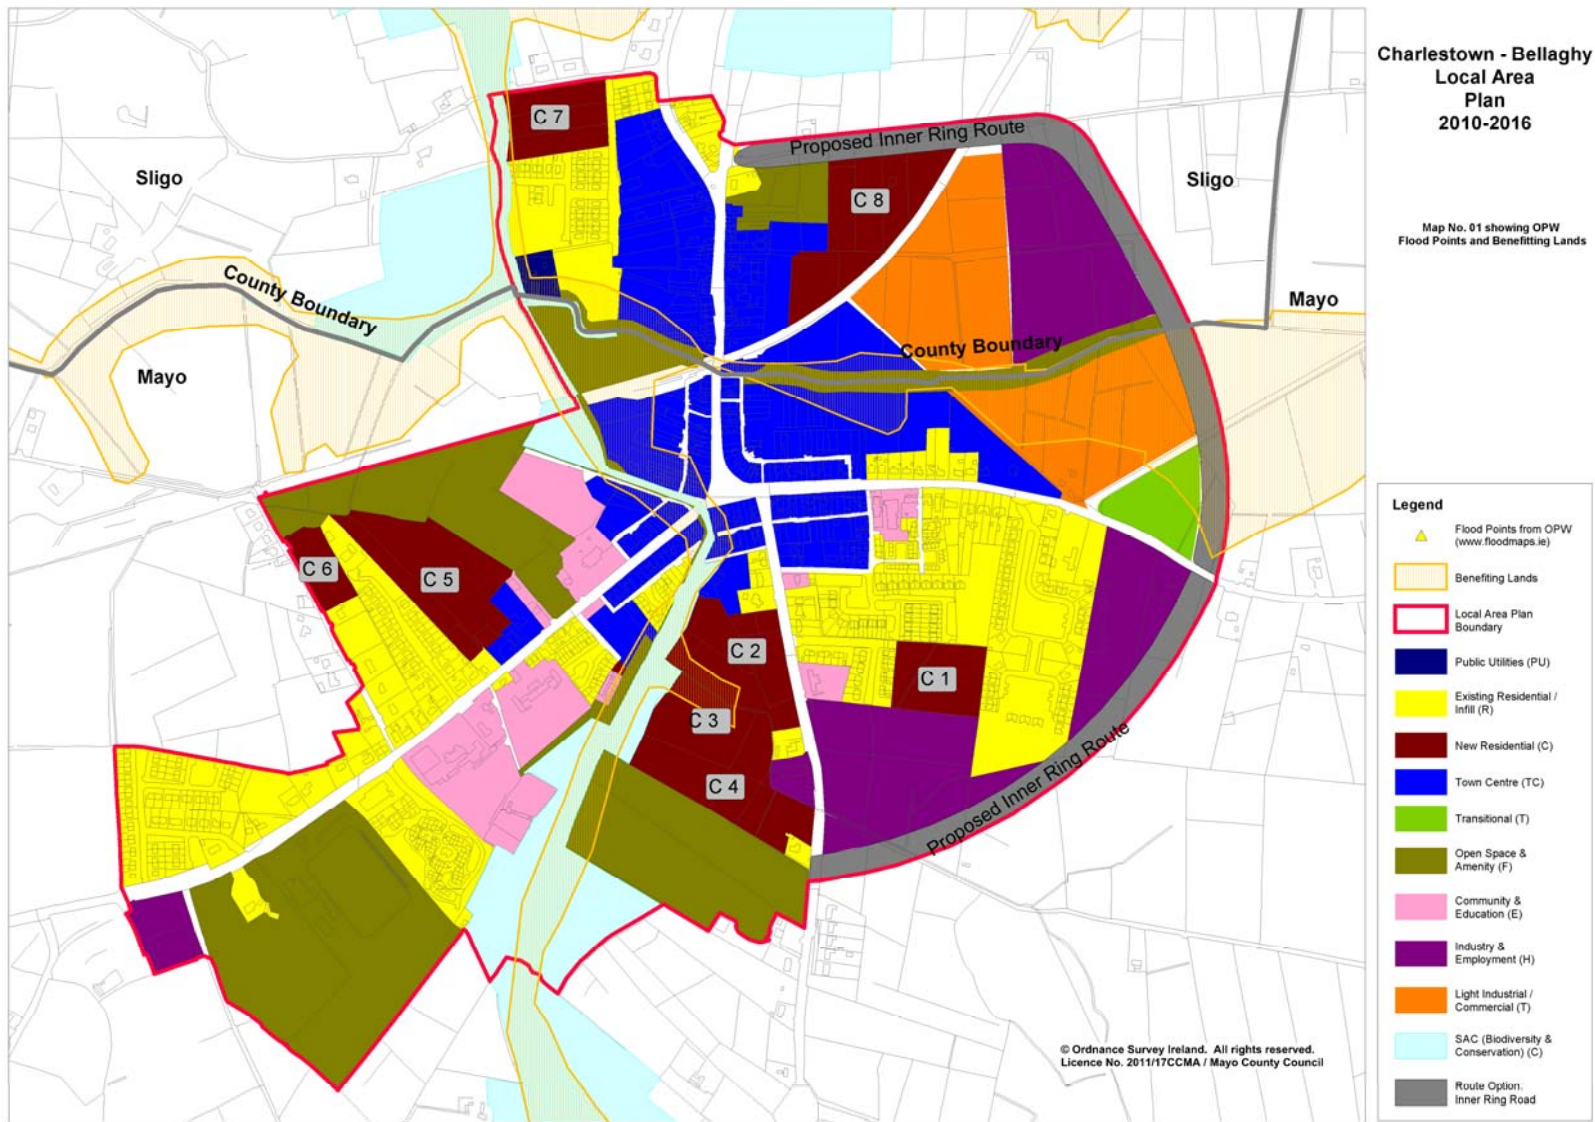 Charlestown - Bellaghy
Local Area
Plan
2010-2016
Map No. 01 showing OPW
Flood Points and Benefitting Lands
C 7
Proposed Inner Ring Route
Sligo
Sligo
C 8
County Boundary
Mayo
County Boundary
Mayo
C 6
C 5
C 2
C 1
C 3
C 4
Proposed Inner Ring Route
© Ordnance Survey Ireland. All rights reserved.
Licence No. 2011/17CCMA / Mayo County Council
Legend
Flood Points from OPW
(www.floodmaps.ie)
Benefiting Lands
Local Area Plan
Boundary
Public Utilities (PU)
Existing Residential /
Infill (R)
New Residential (C)
Town Centre (TC)
Transitional (T)
Open Space &
Amenity (F)
Community &
Education (E)
Industry &
Employment (H)
Light Industrial /
Commercial (T)
SAC (Biodiversity &
Conservation) (C)
Route Option.
Inner Ring Road